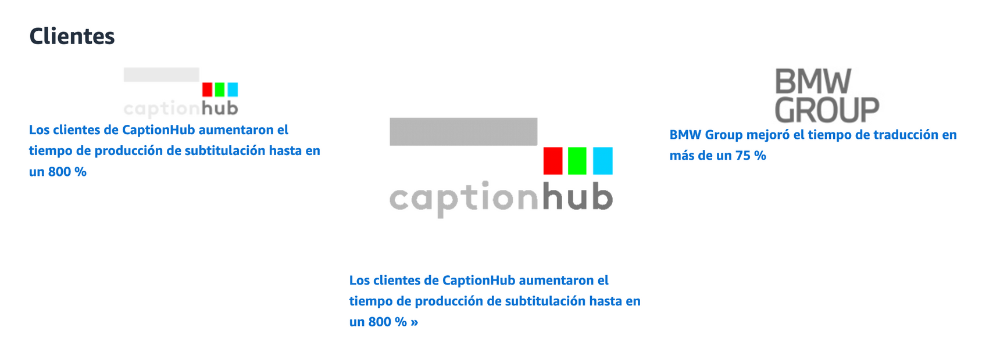 Clientes
captionhub
Los clientes de CaptionHub aumentaron el
tiempo de producción de subtitulación hasta en
un 800 %
captionhub
Los clientes de CaptionHub aumentaron el
tiempo de producción de subtitulación hasta en
un 800 % »
BMW
GROUP
BMW Group mejoró el tiempo de traducción en
más de un 75 %